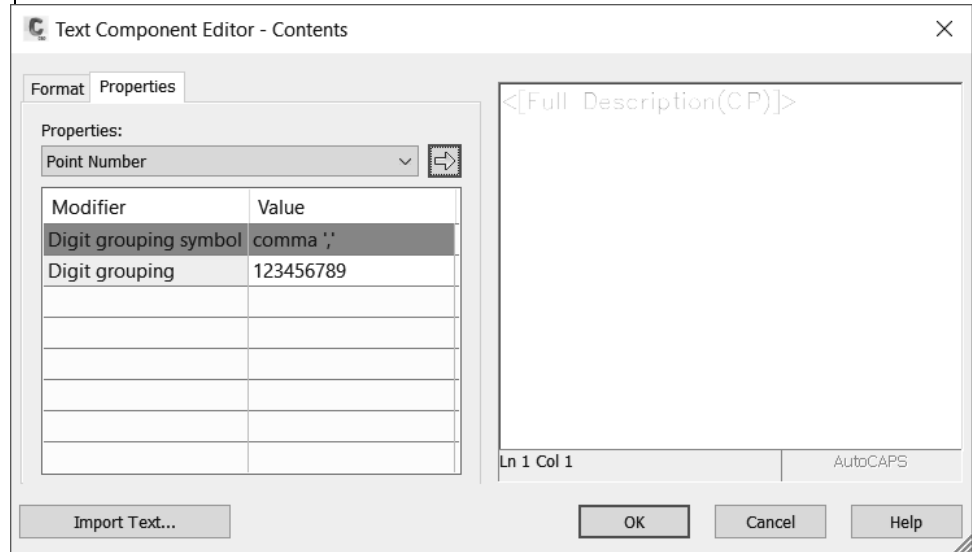 Text Component Editor - Contents
Format Properties
Properties:
Point Number
Modifier Value
Digit grouping symbol comma ','
Digit grouping 123456789
<[Full Description(CP)]>
Ln 1 Col 1 AutoCAPS
Import Text... OK Cancel Help